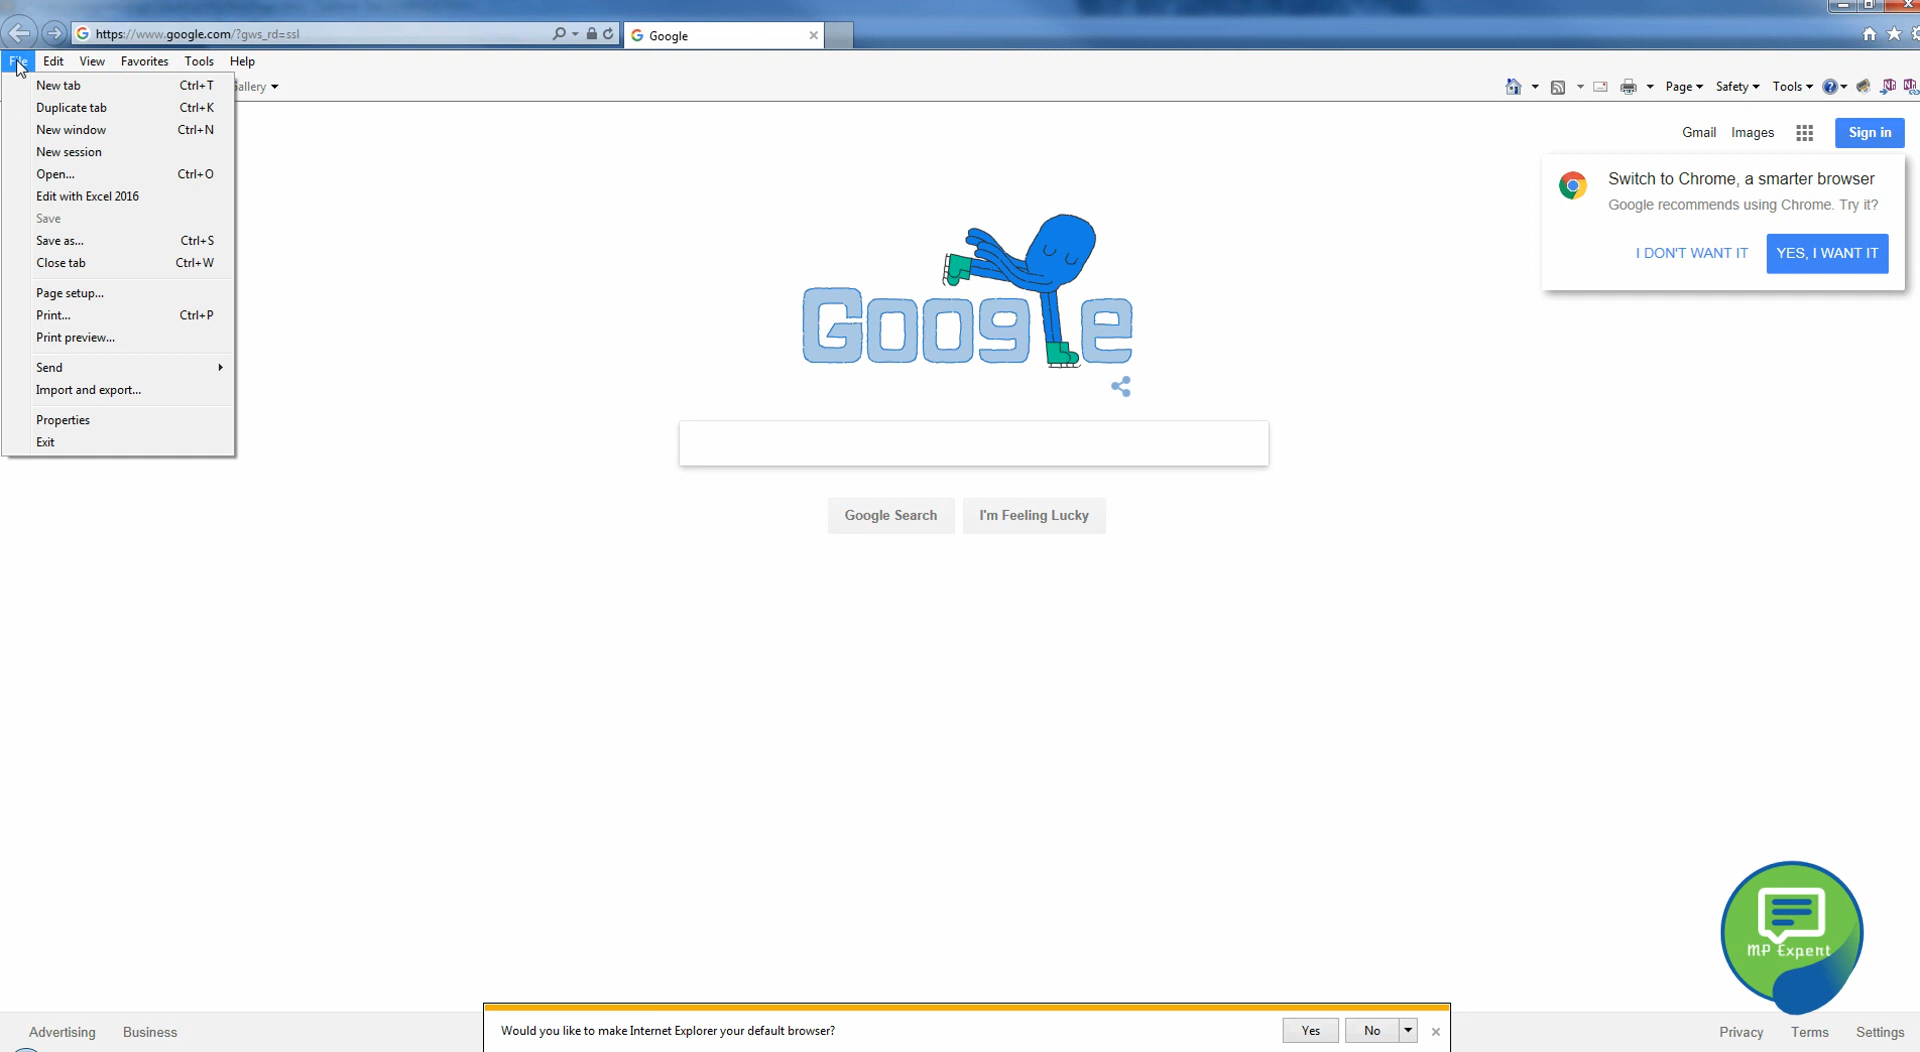 https://www.google.com/?gws_rd=ssl
Google
File Edit View Favorites Tools Help
New tab Ctrl+T
Duplicate tab Ctrl+K
New window Ctrl+N
New session
Open... Ctrl+O
Edit with Excel 2016
Save
Save as... Ctrl+S
Close tab Ctrl+W
Page setup...
Print... Ctrl+P
Print preview...
Send
Import and export...
Properties
Exit
Page Safety Tools
Gmail Images Sign in
Switch to Chrome, a smarter browser
Google recommends using Chrome. Try it?
I DON'T WANT IT YES, I WANT IT
Google
Google Search I'm Feeling Lucky
MP Expert
Would you like to make Internet Explorer your default browser? Yes No
Advertising Business Privacy Terms Settings